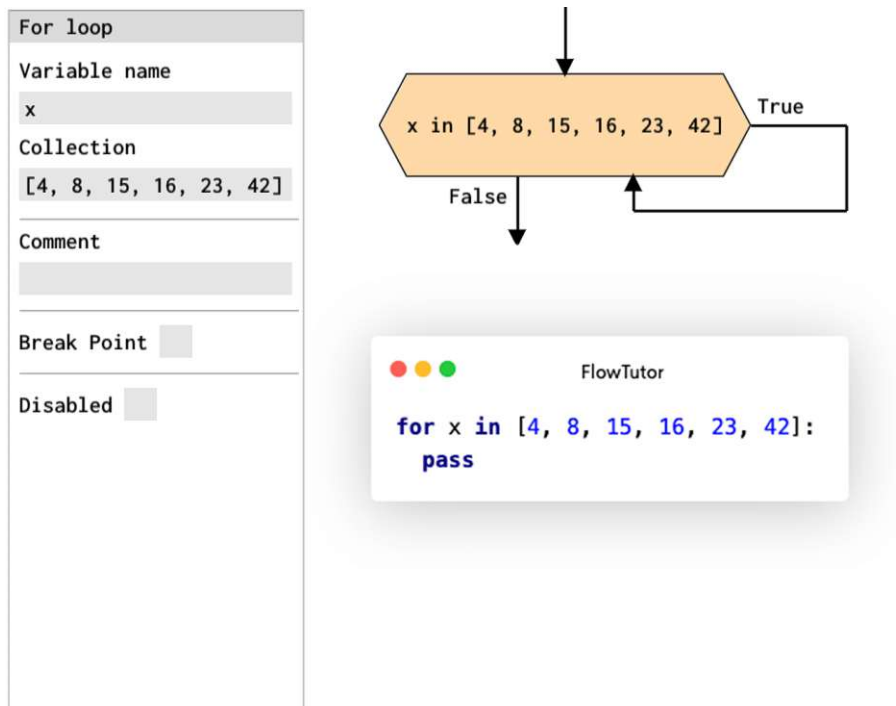 For loop
Variable name
x
Collection
[4, 8, 15, 16, 23, 42]
Comment
Break Point
Disabled
x in [4, 8, 15, 16, 23, 42]
True
False
FlowTutor
for x in [4, 8, 15, 16, 23, 42]:
  pass